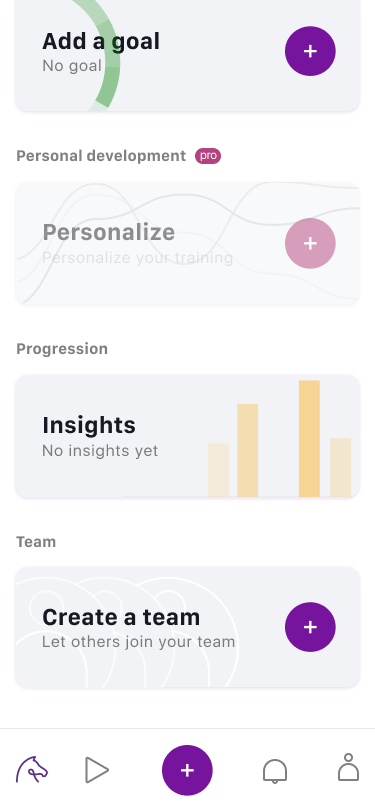 Add a goal
No goal
Personal development pro
Personalize
Personalize your training
Progression
Insights
No insights yet
Team
Create a team
Let others join your team